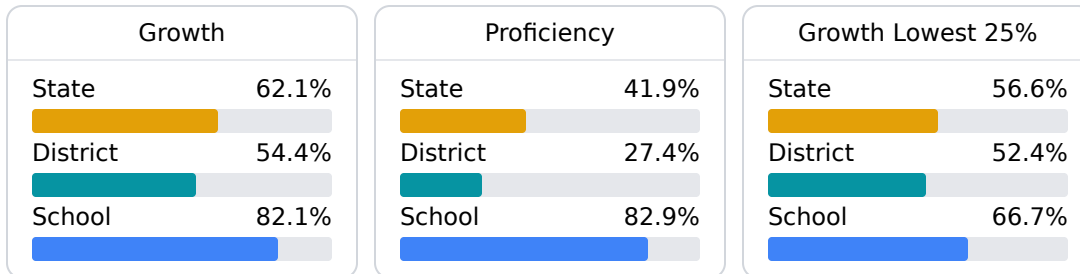 Growth
State 62.1%
District 54.4%
School 82.1%
Proficiency
State 41.9%
District 27.4%
School 82.9%
Growth Lowest 25%
State 56.6%
District 52.4%
School 66.7%